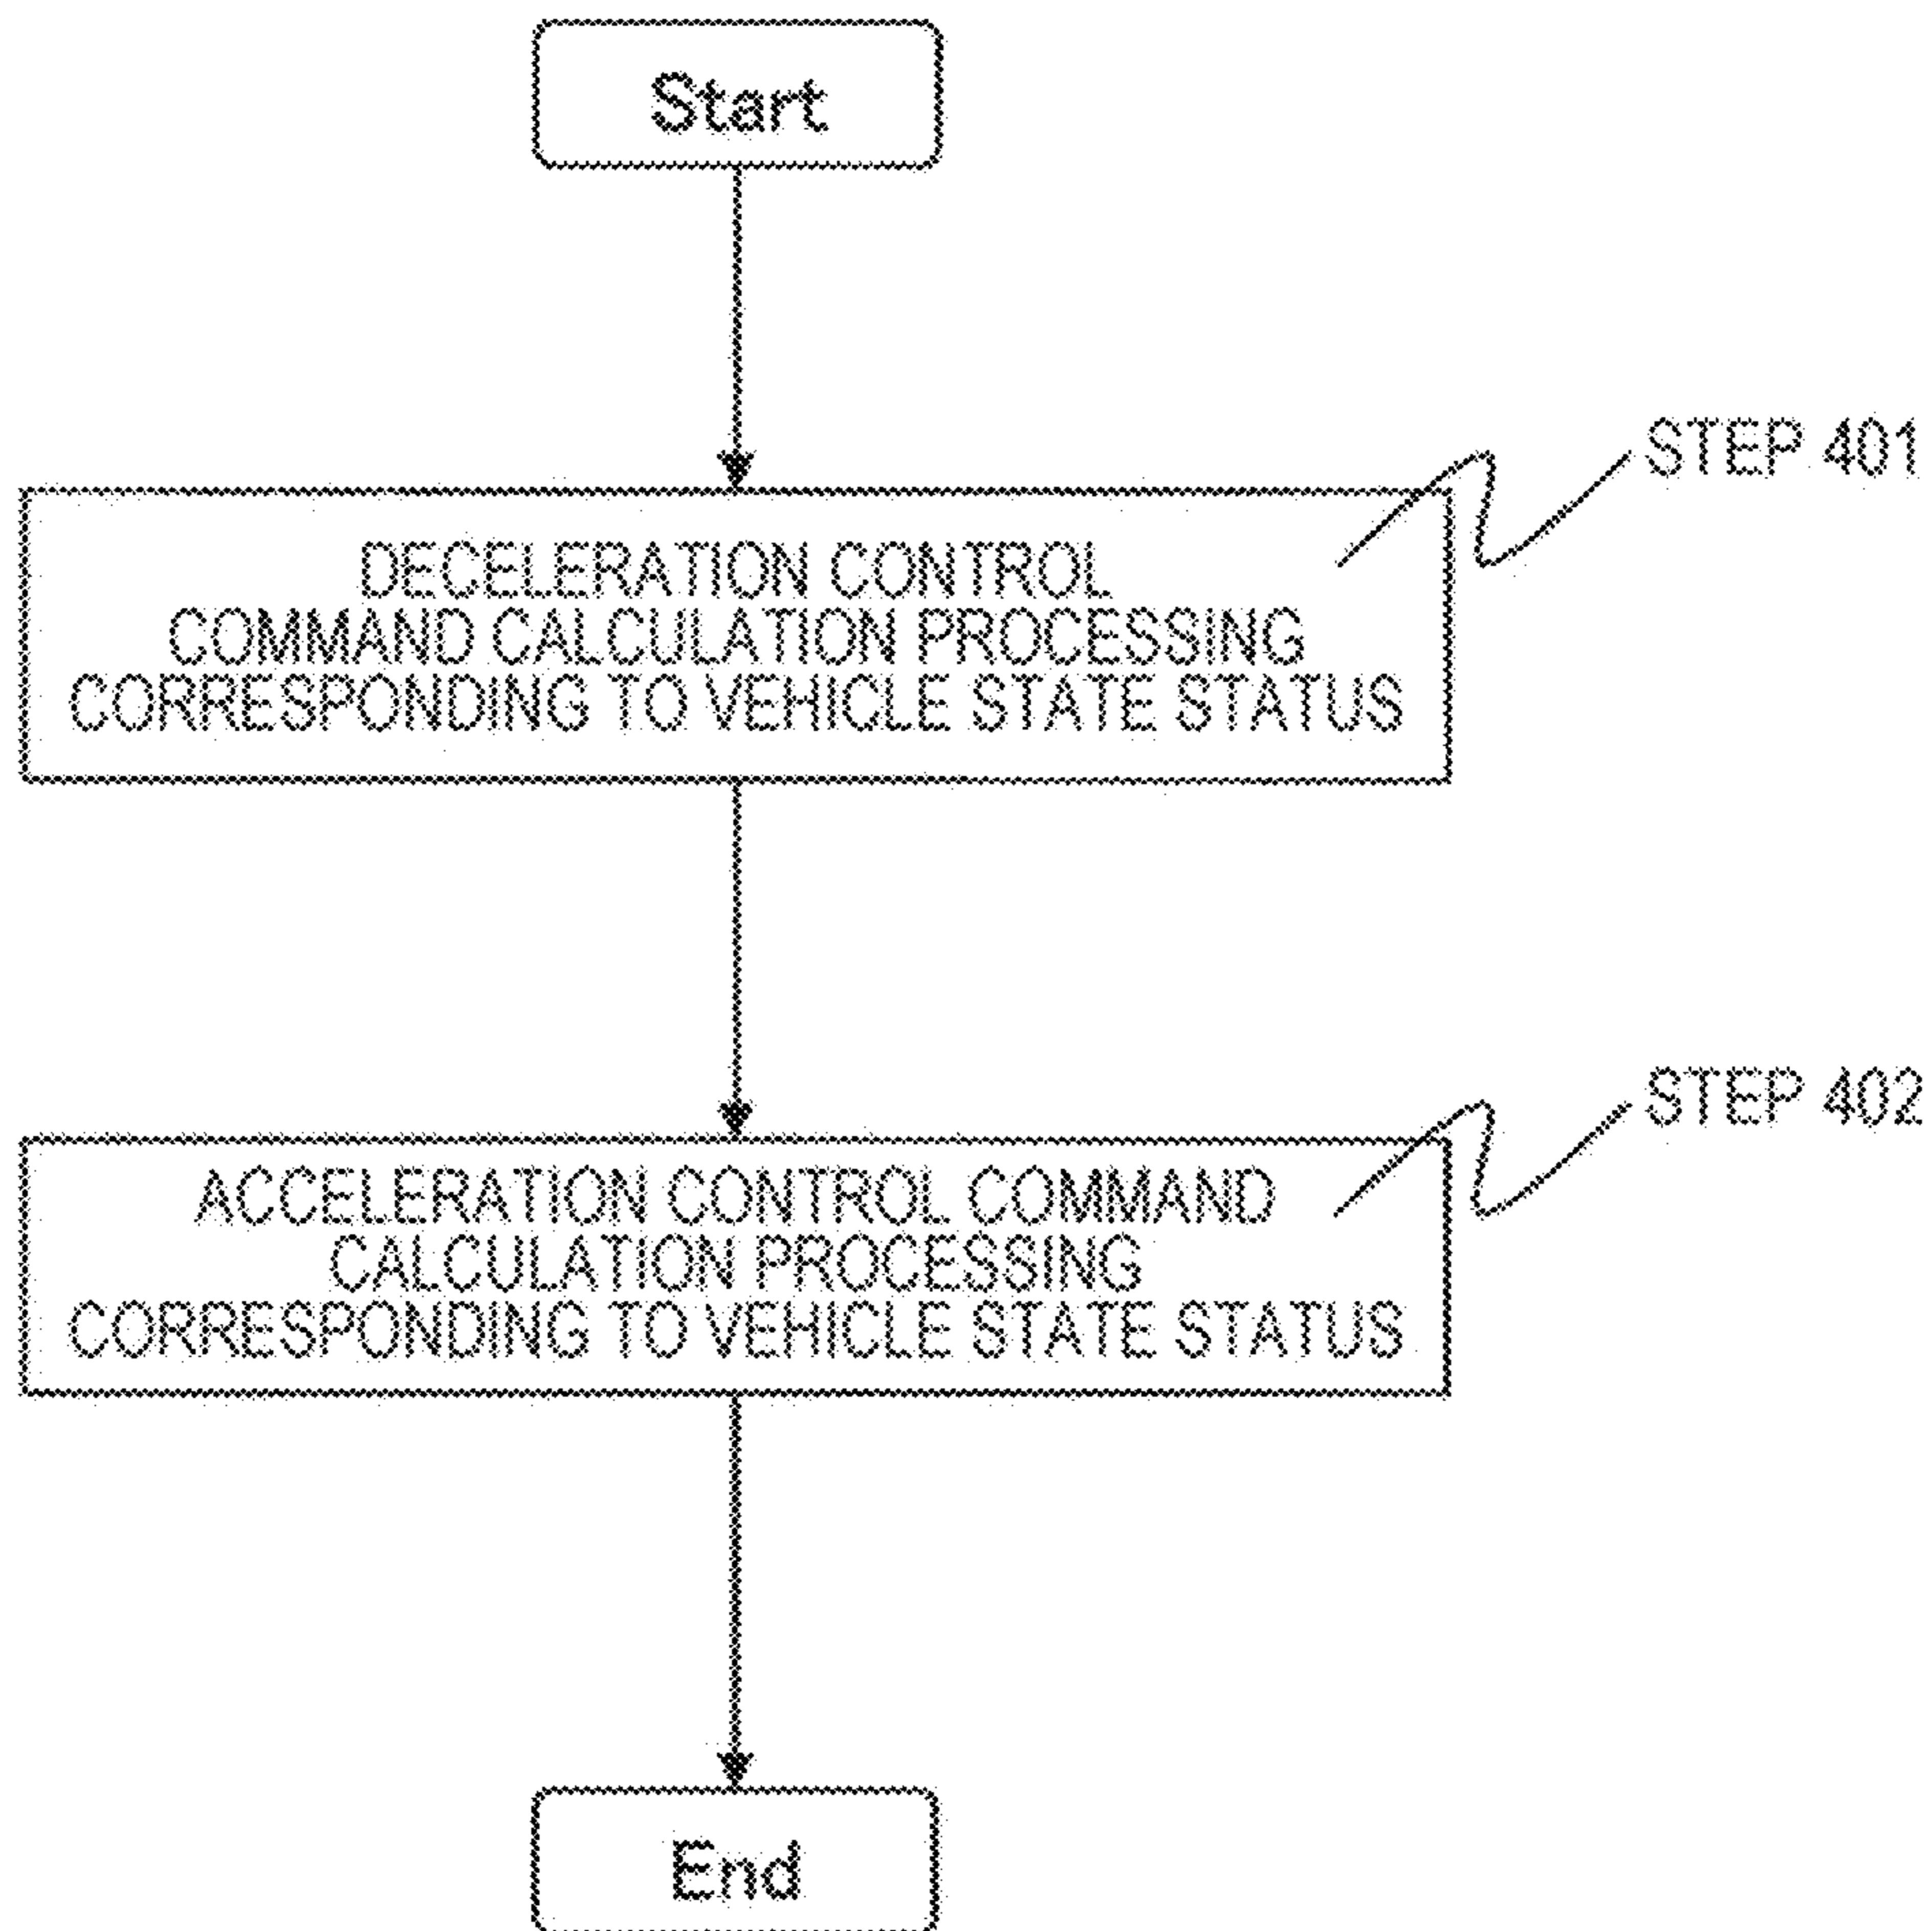 Start
STEP 401
DECELERATION CONTROL
COMMAND CALCULATION PROCESSING
CORRESPONDING TO VEHICLE STATE STATUS
STEP 402
ACCELERATION CONTROL COMMAND
CALCULATION PROCESSING
CORRESPONDING TO VEHICLE STATE STATUS
End